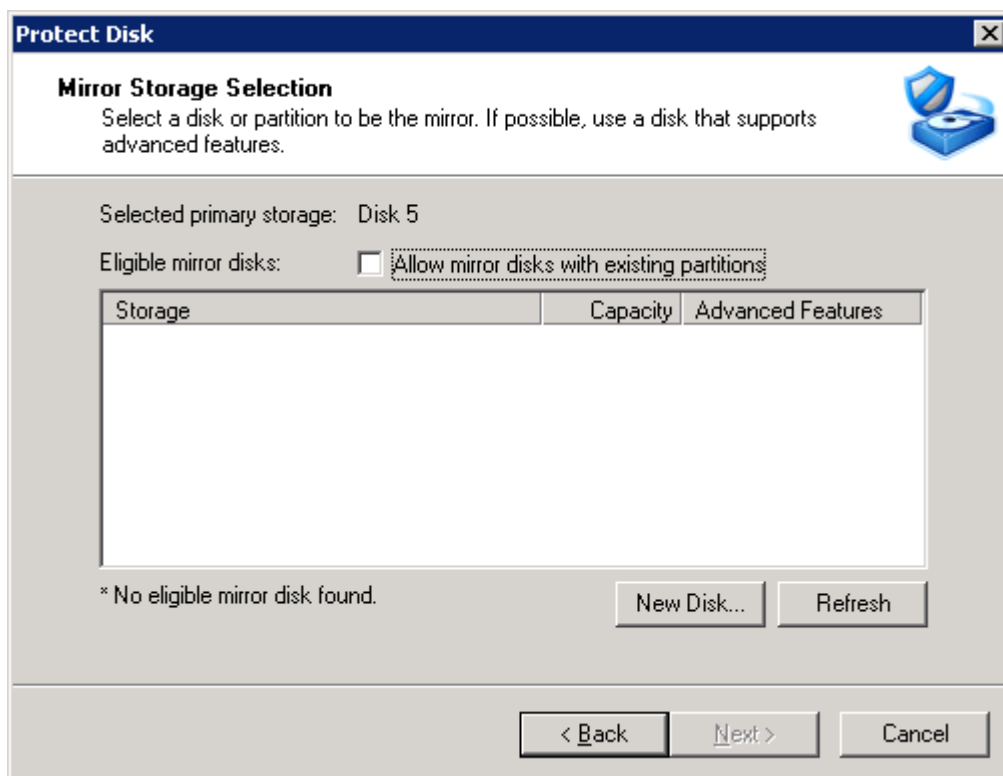 Protect Disk
Mirror Storage Selection
Select a disk or partition to be the mirror. If possible, use a disk that supports
advanced features.
Selected primary storage: Disk 5
Eligible mirror disks: Allow mirror disks with existing partitions
Storage Capacity Advanced Features
* No eligible mirror disk found.
New Disk... Refresh
< Back Next > Cancel